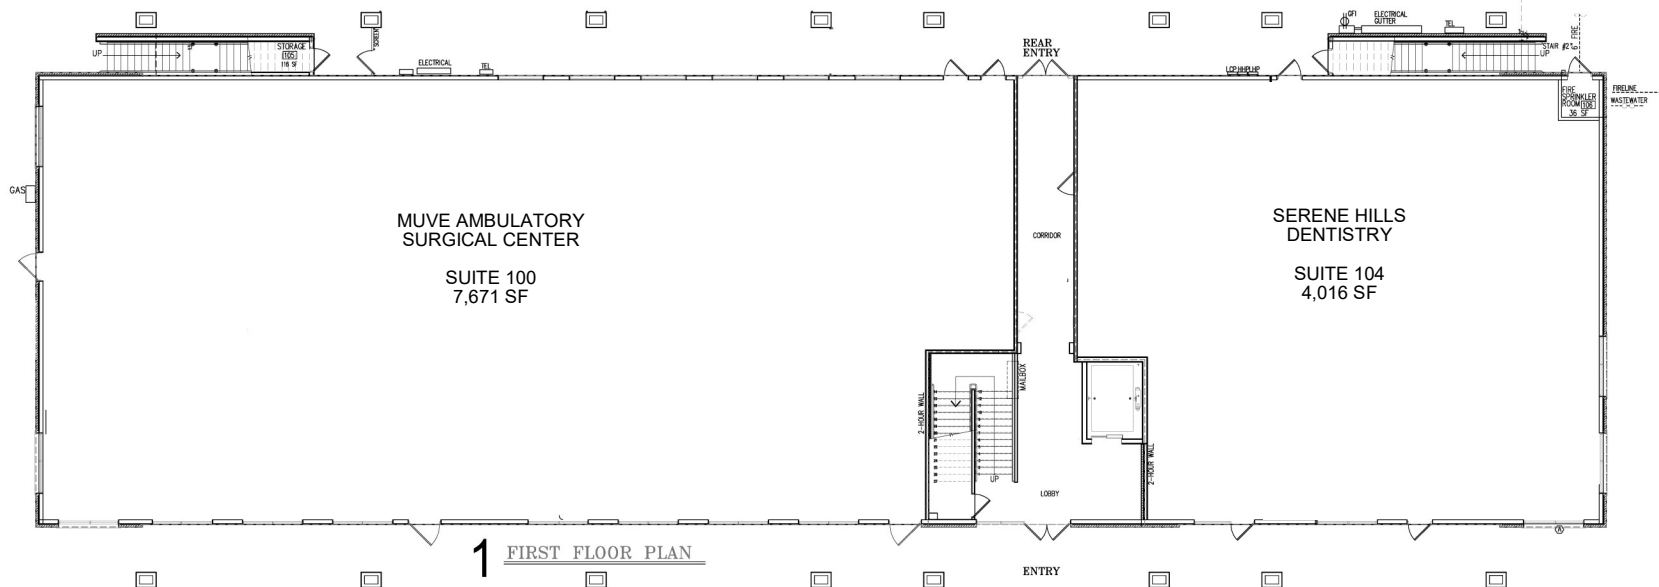 GFI
ELECTRICAL
GUTTER
TEL
SCREEN
6" FIRE
UP
STORAGE
105
116 SF
ELECTRICAL
TEL
REAR
ENTRY
STAIR #2
UP
FIRE
SPRINKLER
ROOM 106
36 SF
FIRELINE
WASTEWATER
GAS
MUVE AMBULATORY
SURGICAL CENTER
SUITE 100
7,671 SF
CORRIDOR
SERENE HILLS
DENTISTRY
SUITE 104
4,016 SF
MAILBOX
2-HOUR WALL
UP
LOBBY
2-HOUR WALL
A
1 FIRST FLOOR PLAN
ENTRY